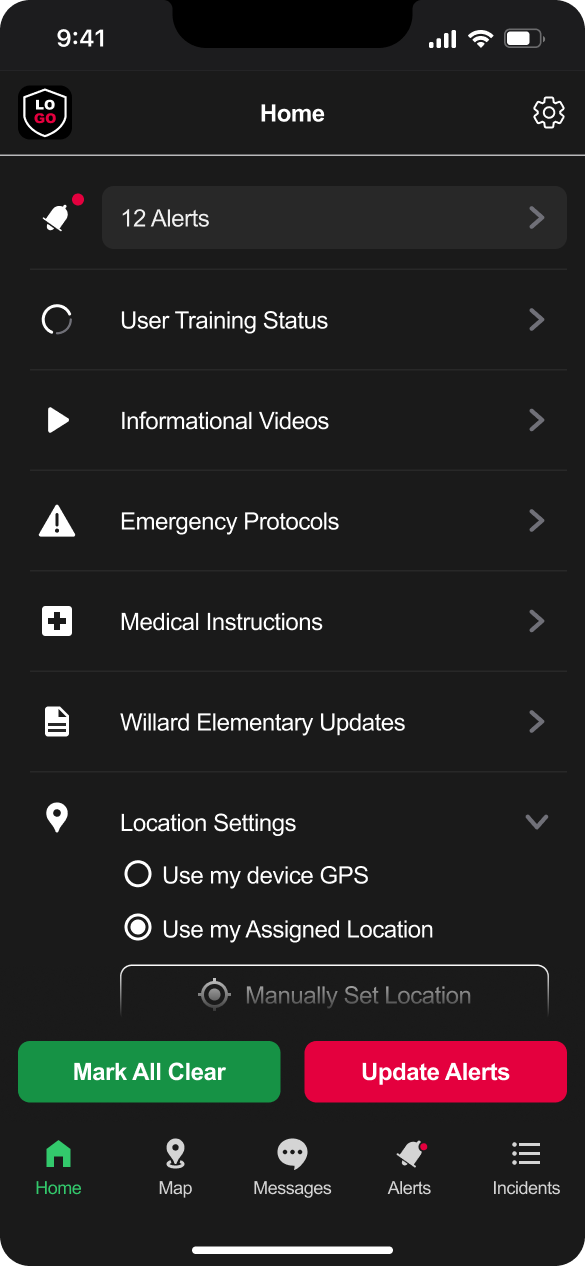 9:41
LO
GO
Home
12 Alerts
User Training Status
Informational Videos
Emergency Protocols
Medical Instructions
Willard Elementary Updates
Location Settings
Use my device GPS
Use my Assigned Location
Manually Set Location
Mark All Clear
Update Alerts
Home
Map
Messages
Alerts
Incidents